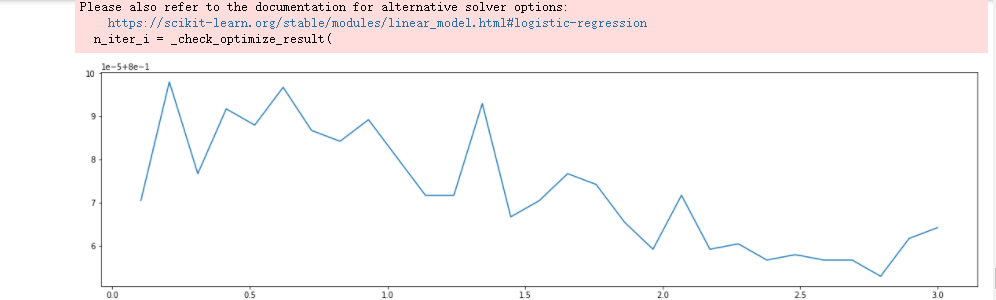 Please also refer to the documentation for alternative solver options:
https://scikit-learn.org/stable/modules/linear_model.html#logistic-regression
n_iter_i = _check_optimize_result(
1e-5+8e-1
10
9
8
7
6
0.0 0.5 1.0 1.5 2.0 2.5 3.0